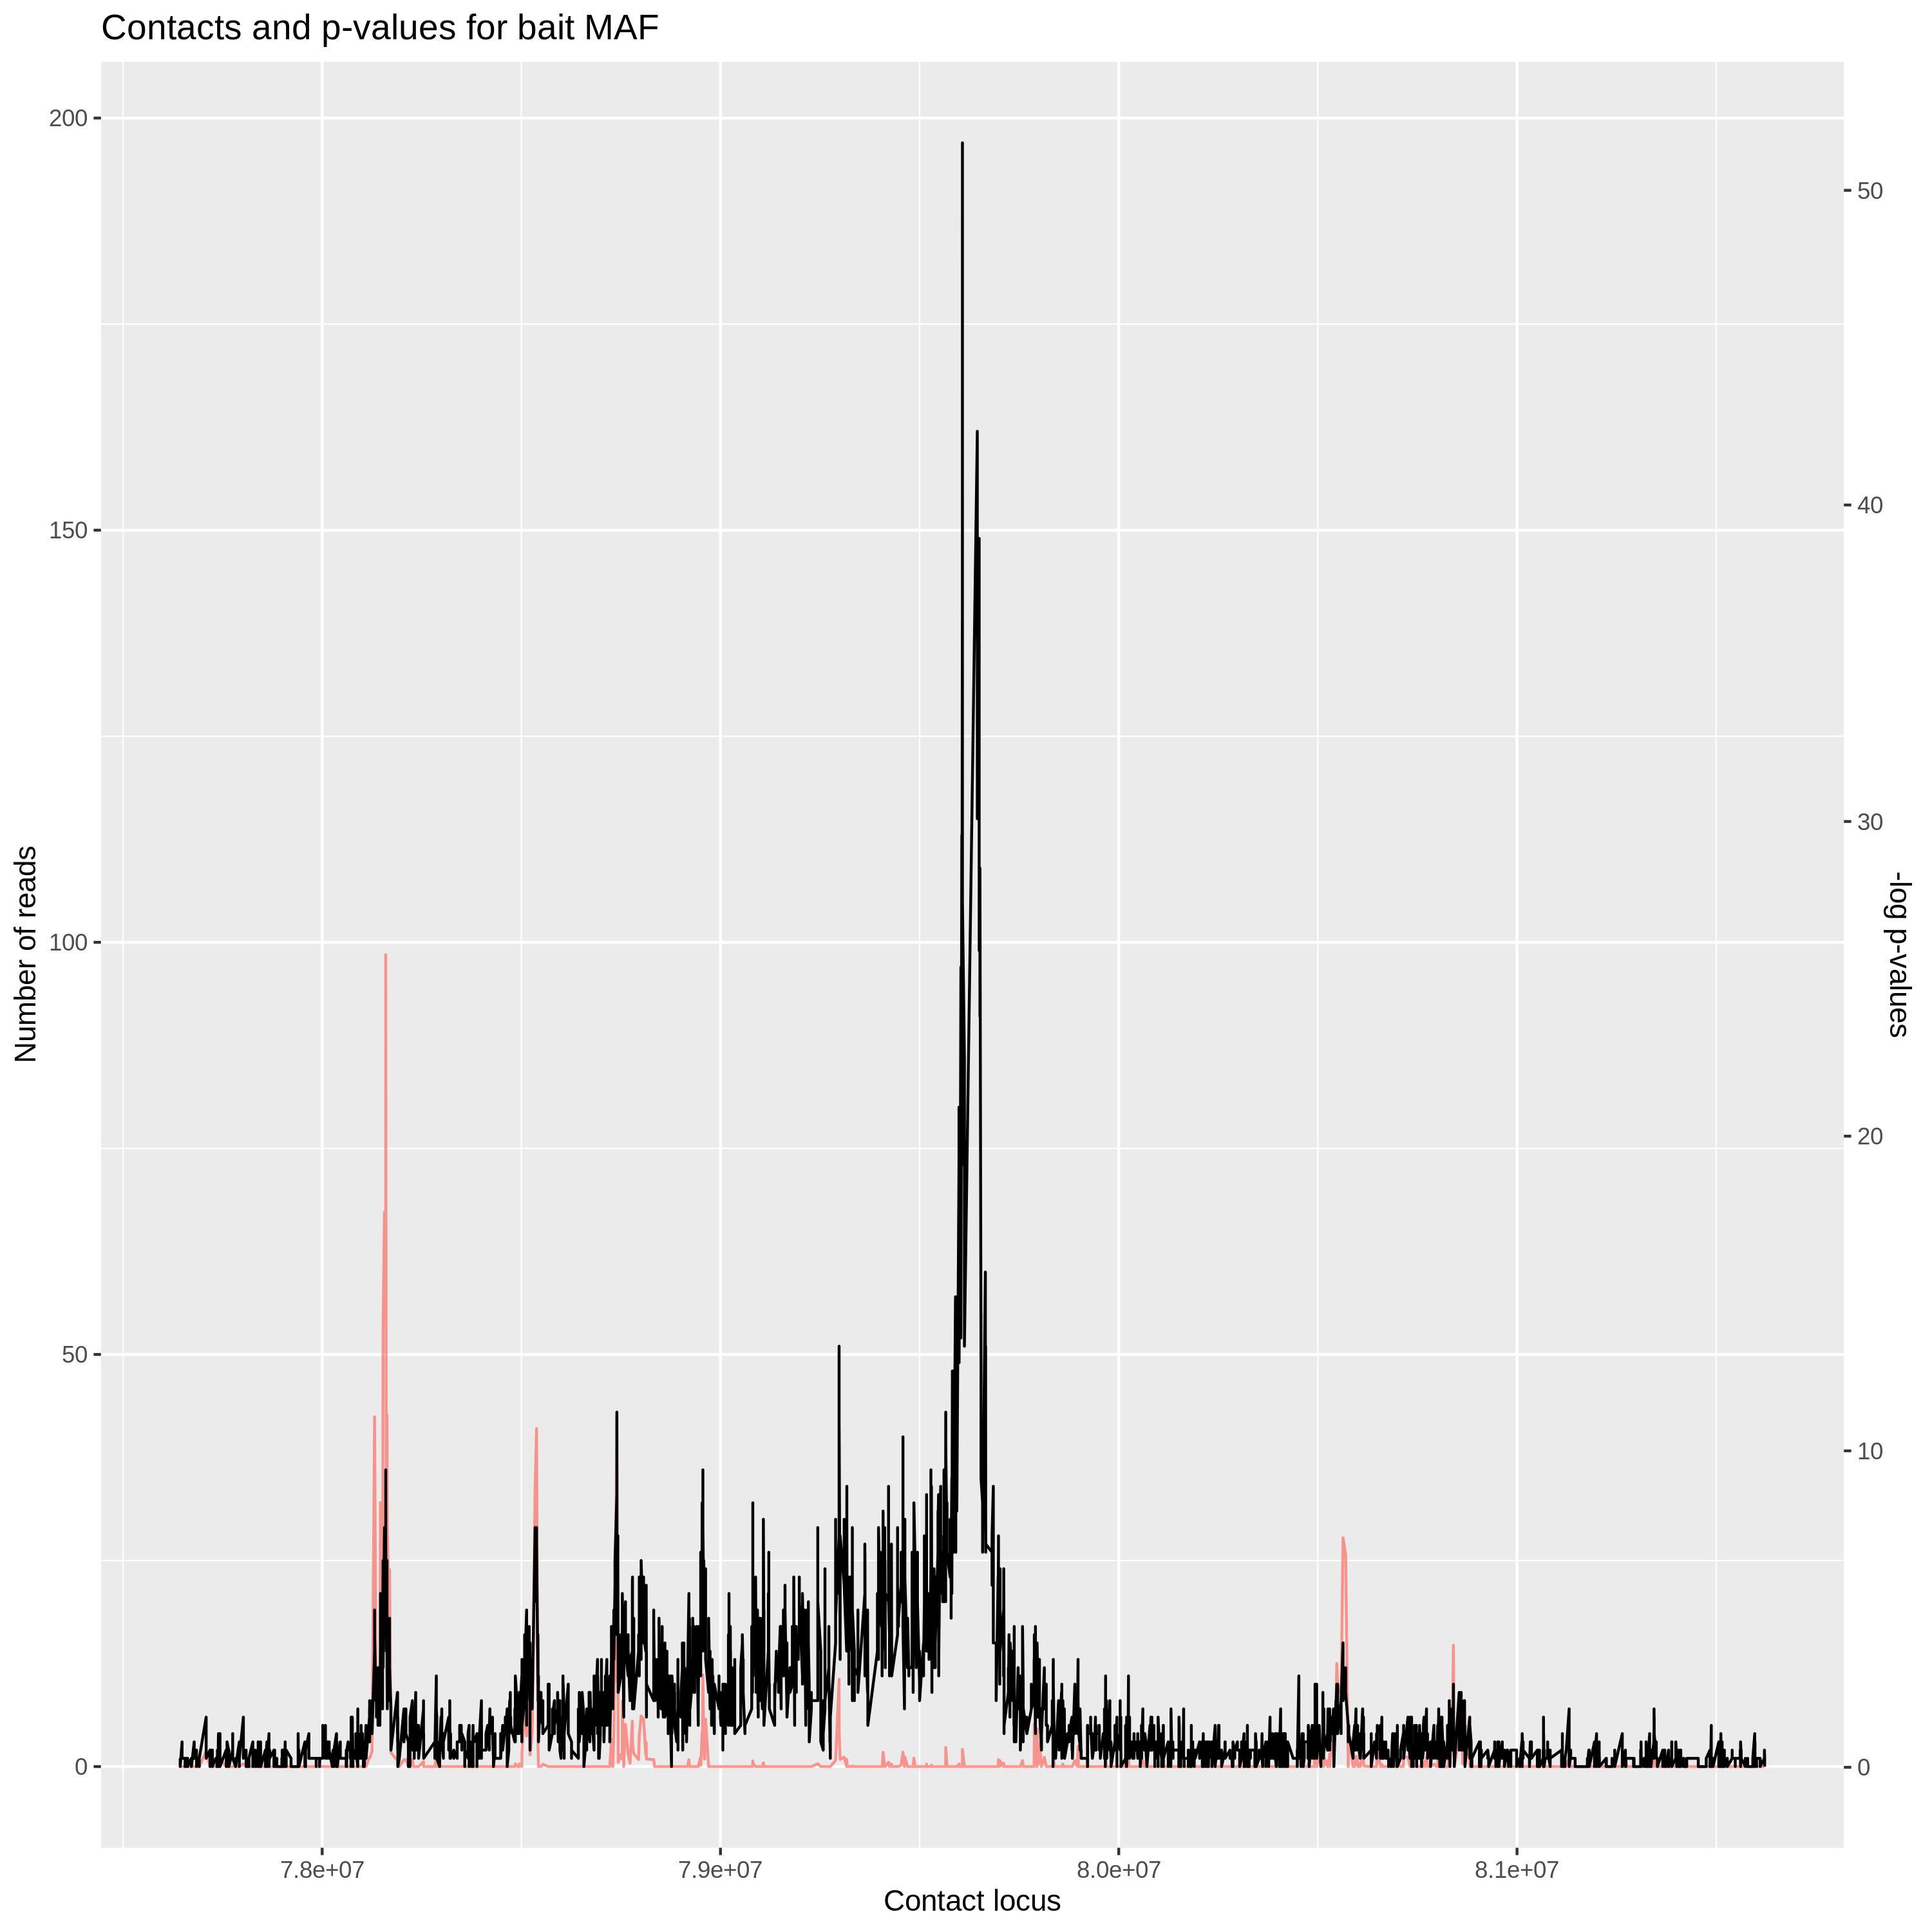 Contacts and p-values for bait MAF
200
150
100
50
0
Number of reads
50
40
30
20
10
0
-log p-values
7.8e+07
7.9e+07
8.0e+07
8.1e+07
Contact locus